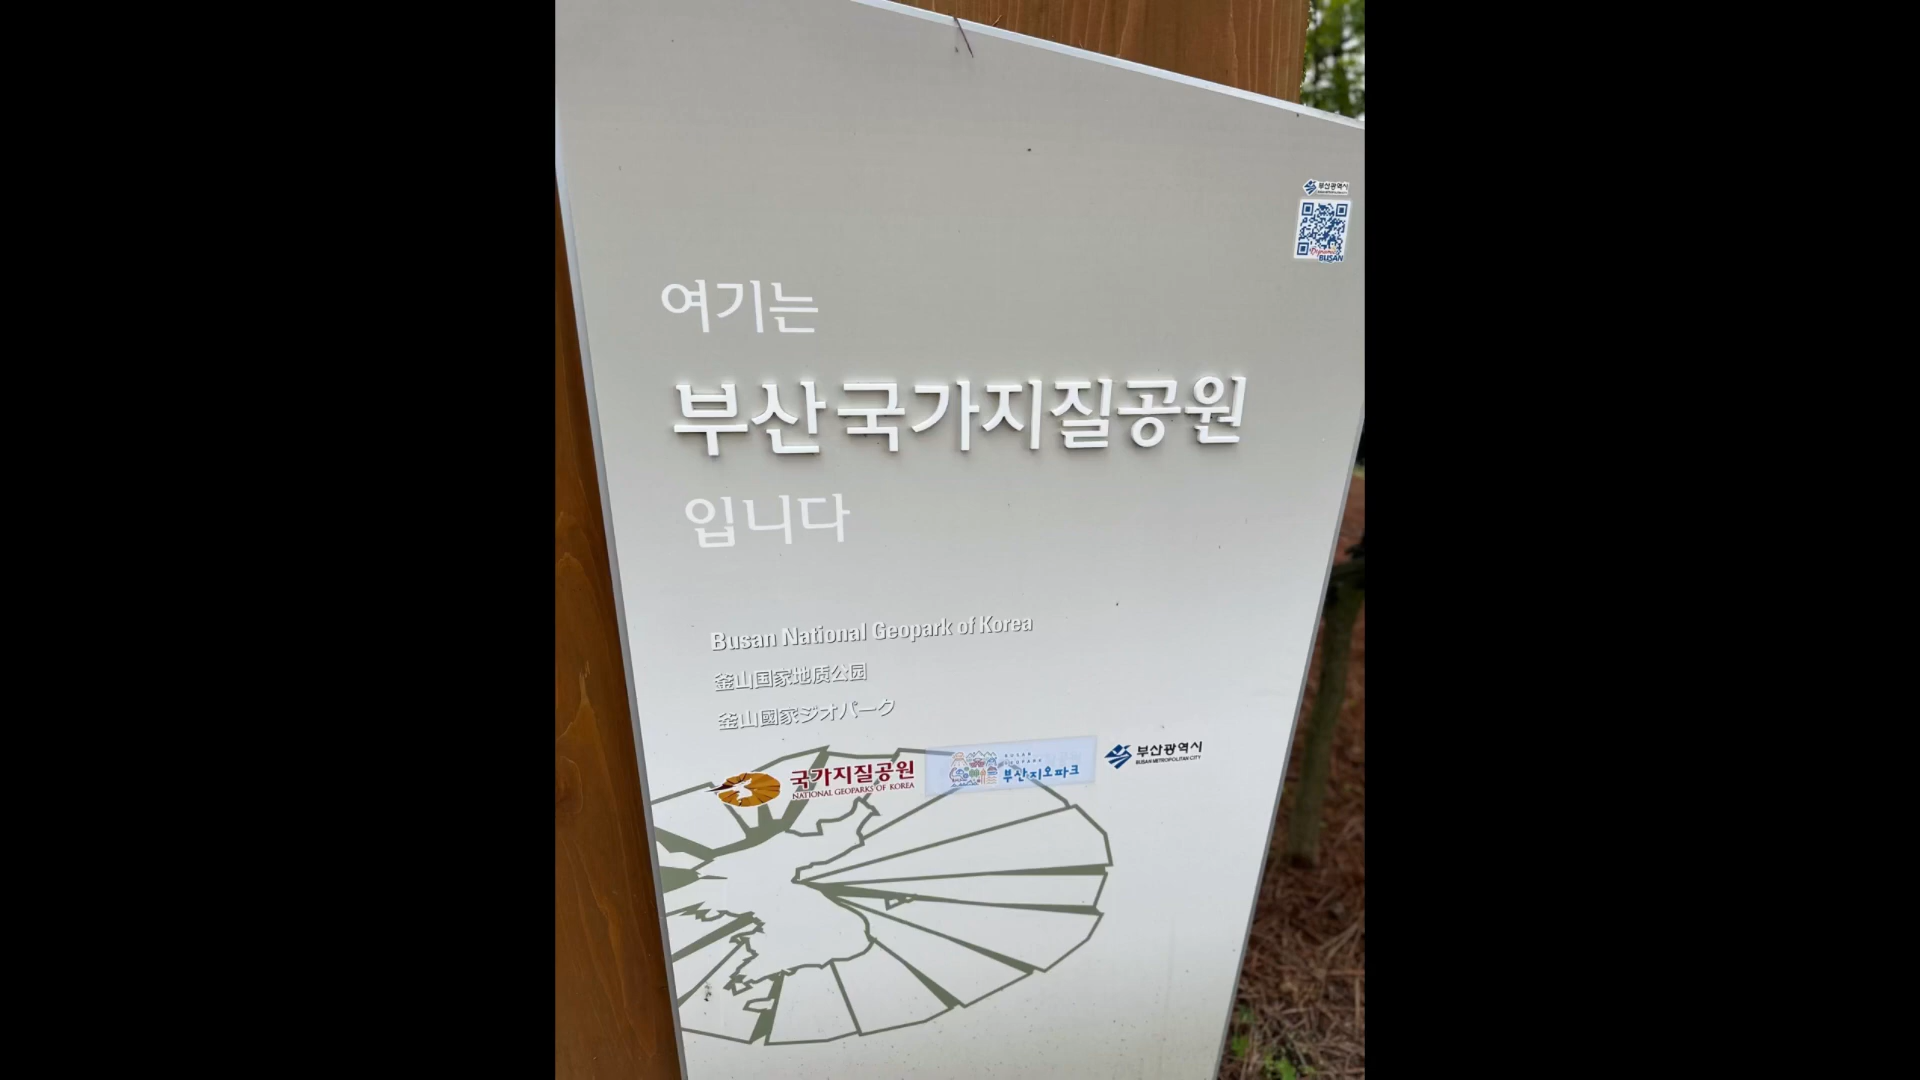 부산광역시
BUSAN
여기는
부산국가지질공원
입니다
Busan National Geopark of Korea
釜山国家地质公园
釜山國家ジオパーク
국가지질공원
NATIONAL GEOPARKS OF KOREA
부산지오파크
부산광역시
BUSAN METROPOLITAN CITY